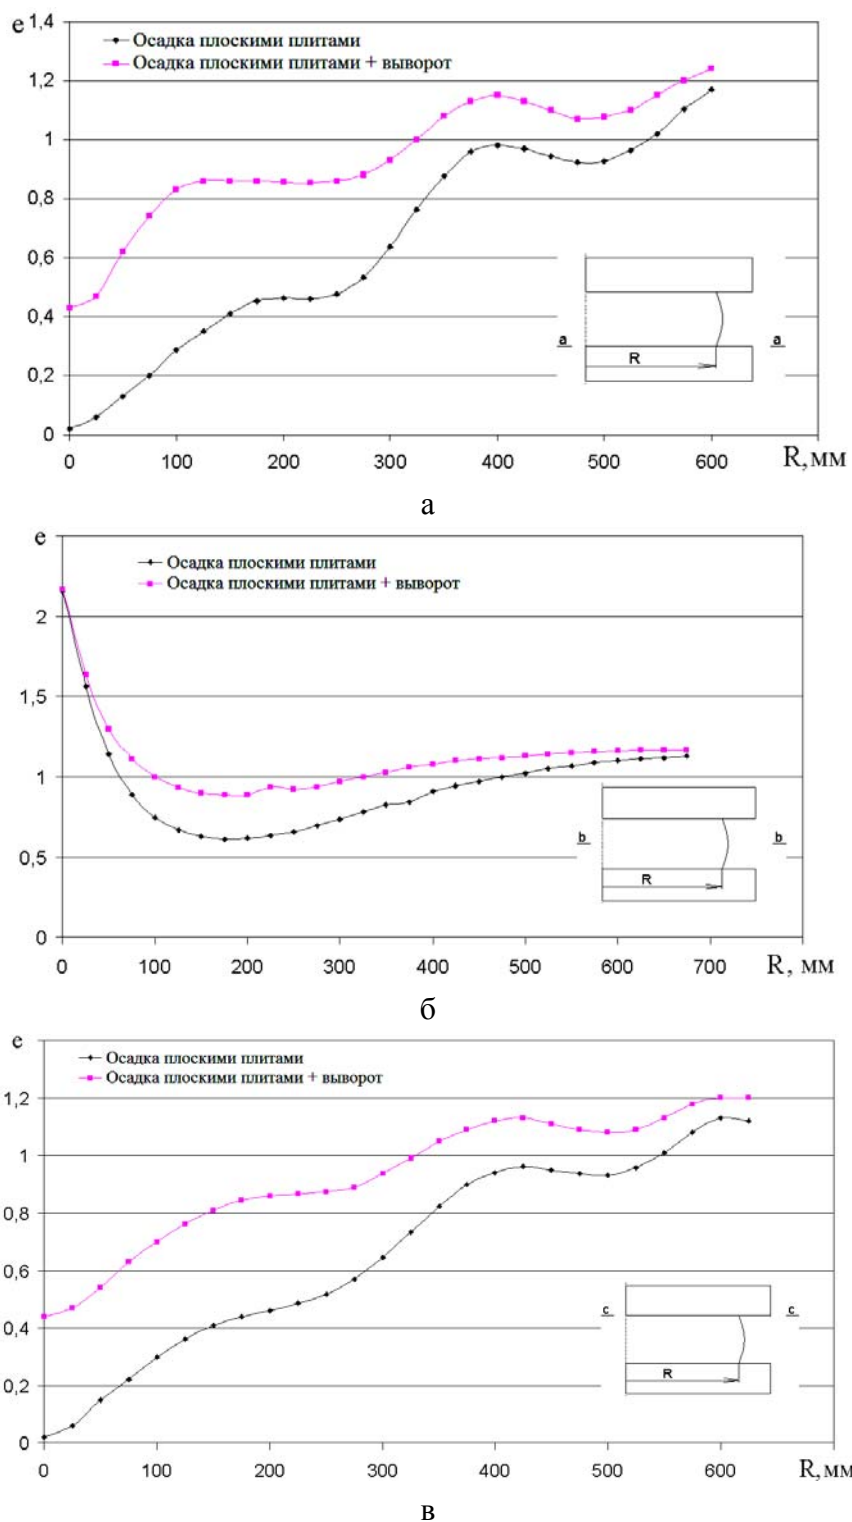 e
1,4
Осадка плоскими плитами
Осадка плоскими плитами + выворот
1,2
1
0,8
0,6
0,4
0,2
0
a a
R
0 100 200 300 400 500 600 R,мм
а
e
Осадка плоскими плитами
Осадка плоскими плитами + выворот
2
1,5
1
0,5
0
b b
R
0 100 200 300 400 500 600 700 R, мм
б
e
Осадка плоскими плитами
Осадка плоскими плитами + выворот
1,2
1
0,8
0,6
0,4
0,2
0
c c
R
0 100 200 300 400 500 600 R,мм
в